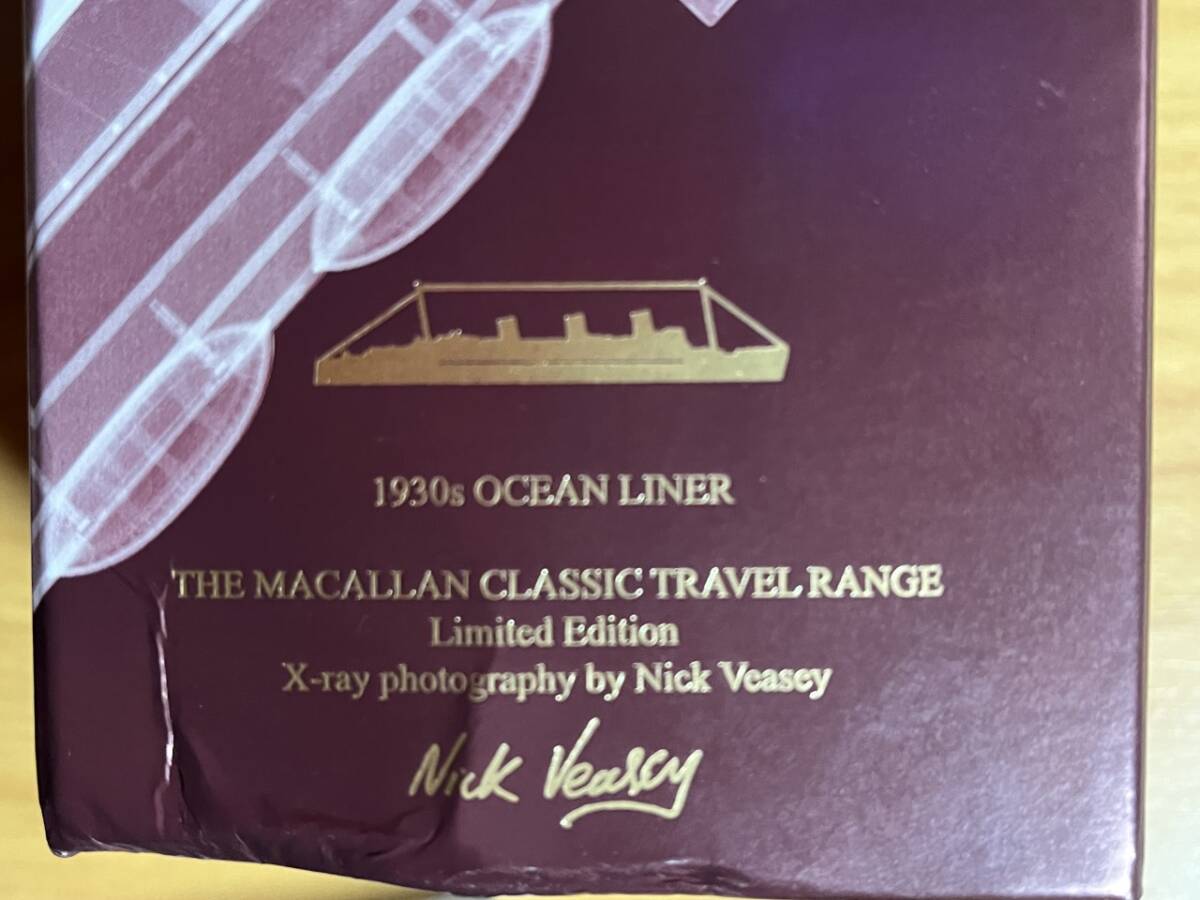 1930s OCEAN LINER
THE MACALLAN CLASSIC TRAVEL RANGE
Limited Edition
X-ray photography by Nick Veasey
Nick Veasey